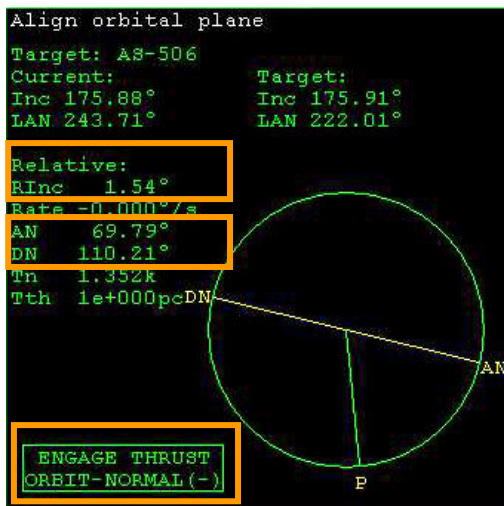 Align orbital plane
Target: AS-506
Current:
Inc 175.88°
LAN 243.71°
Target:
Inc 175.91°
LAN 222.01°
Relative:
RInc 1.54°
Rate -0.000°/s
AN 69.79°
DN 110.21°
Tn 1.352k
Tth 1e+000pc
DN
AN
P
ENGAGE THRUST
ORBIT-NORMAL(-)